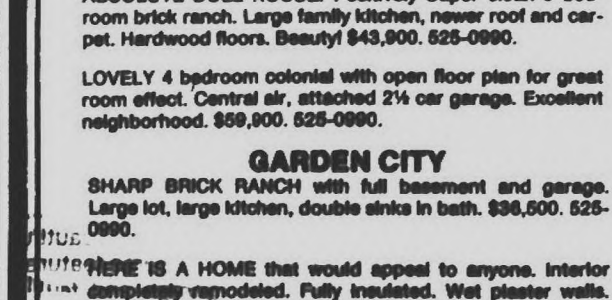 room brick ranch. Large family kitchen, newer roof and car-
pet. Hardwood floors. Beauty! $43,900. 525-0990.
LOVELY 4 bedroom colonial with open floor plan for great
room effect. Central air, attached 2½ car garage. Excellent
neighborhood. $59,900. 525-0990.
GARDEN CITY
SHARP BRICK RANCH with full basement and garage.
Large lot, large kitchen, double sinks in bath. $36,500. 525-
0990.
HERE IS A HOME that would appeal to anyone. Interior
completely remodeled. Fully insulated. Wet plaster walls,